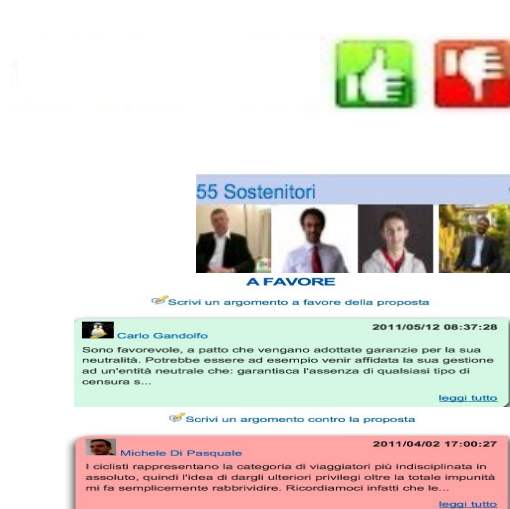 55 Sostenitori
A FAVORE
Scrivi un argomento a favore della proposta
2011/05/12 08:37:28
Carlo Gandolfo
Sono favorevole, a patto che vengano adottate garanzie per la sua
neutralità. Potrebbe essere ad esempio venir affidata la sua gestione
ad un'entità neutrale che: garantisca l'assenza di qualsiasi tipo di
censura s...
leggi tutto
Scrivi un argomento contro la proposta
2011/04/02 17:00:27
Michele Di Pasquale
I ciclisti rappresentano la categoria di viaggiatori più indisciplinata in
assoluto, quindi l'idea di dargli ulteriori privilegi oltre la totale impunità
mi fa semplicemente rabbrividire. Ricordiamoci infatti che le...
leggi tutto